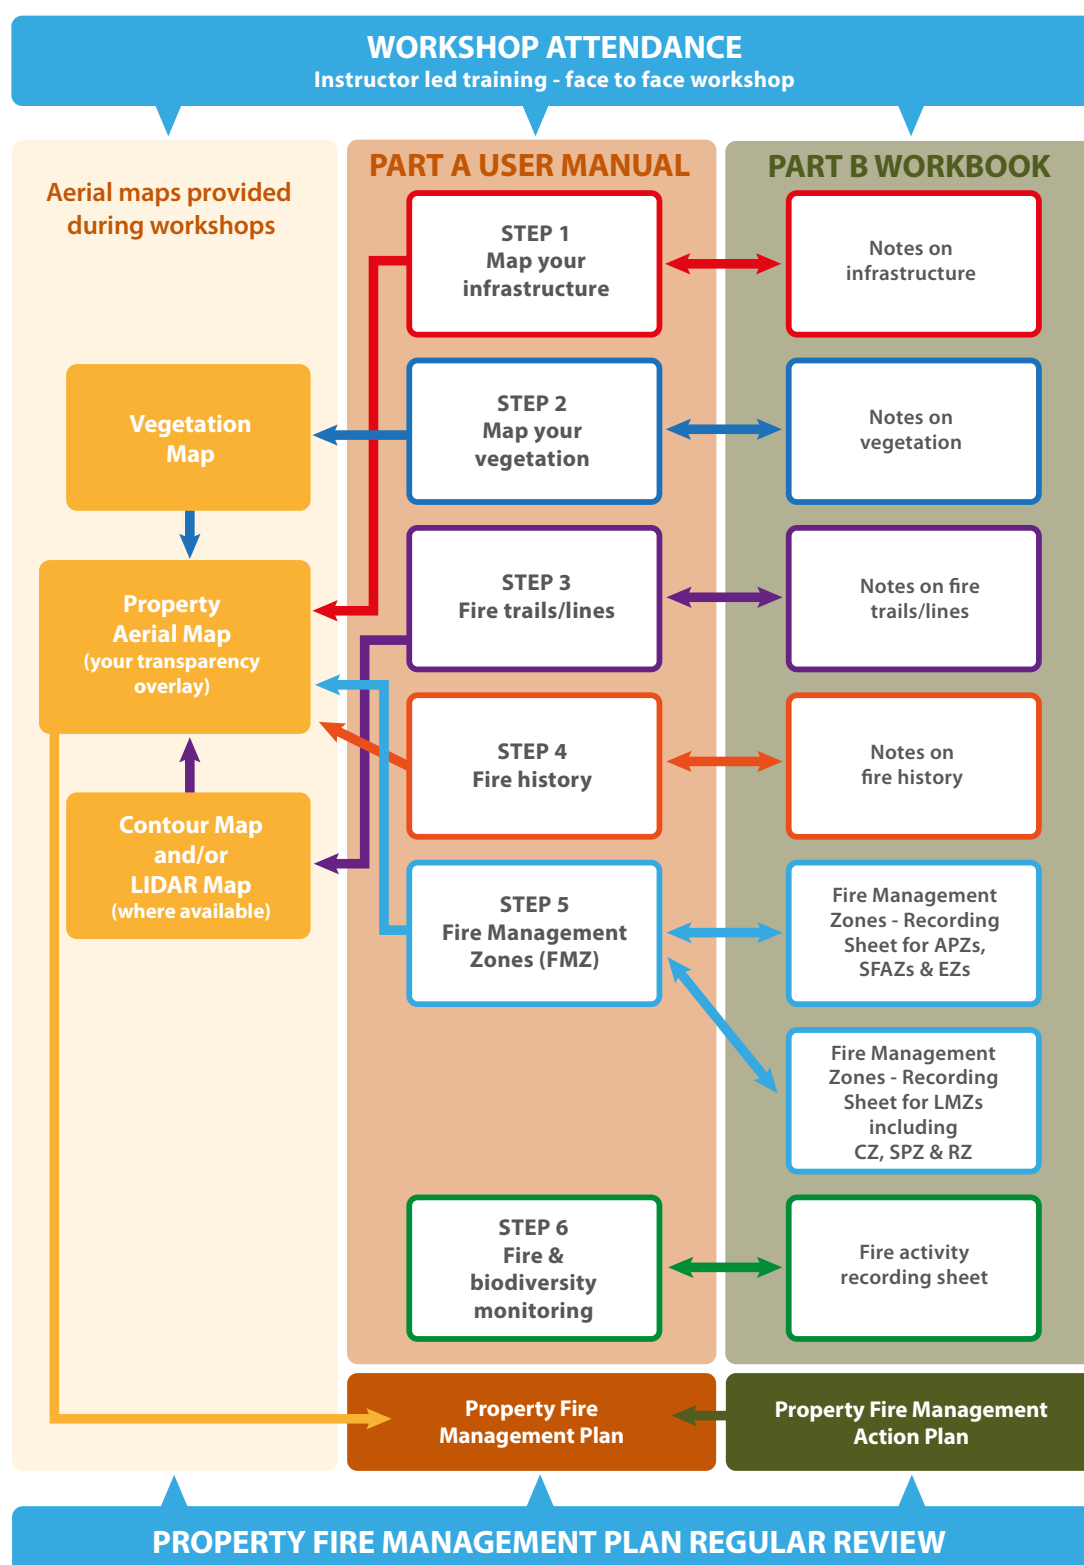 WORKSHOP ATTENDANCE
Instructor led training - face to face workshop
Aerial maps provided
during workshops
Vegetation
Map
Property
Aerial Map
(your transparency
overlay)
Contour Map
and/or
LIDAR Map
(where available)
PART A USER MANUAL
STEP 1
Map your
infrastructure
STEP 2
Map your
vegetation
STEP 3
Fire trails/lines
STEP 4
Fire history
STEP 5
Fire Management
Zones (FMZ)
STEP 6
Fire &
biodiversity
monitoring
Property Fire
Management Plan
PART B WORKBOOK
Notes on
infrastructure
Notes on
vegetation
Notes on fire
trails/lines
Notes on
fire history
Fire Management
Zones - Recording
Sheet for APZs,
SFAZs & EZs
Fire Management
Zones - Recording
Sheet for LMZs
including
CZ, SPZ & RZ
Fire activity
recording sheet
Property Fire Management
Action Plan
PROPERTY FIRE MANAGEMENT PLAN REGULAR REVIEW